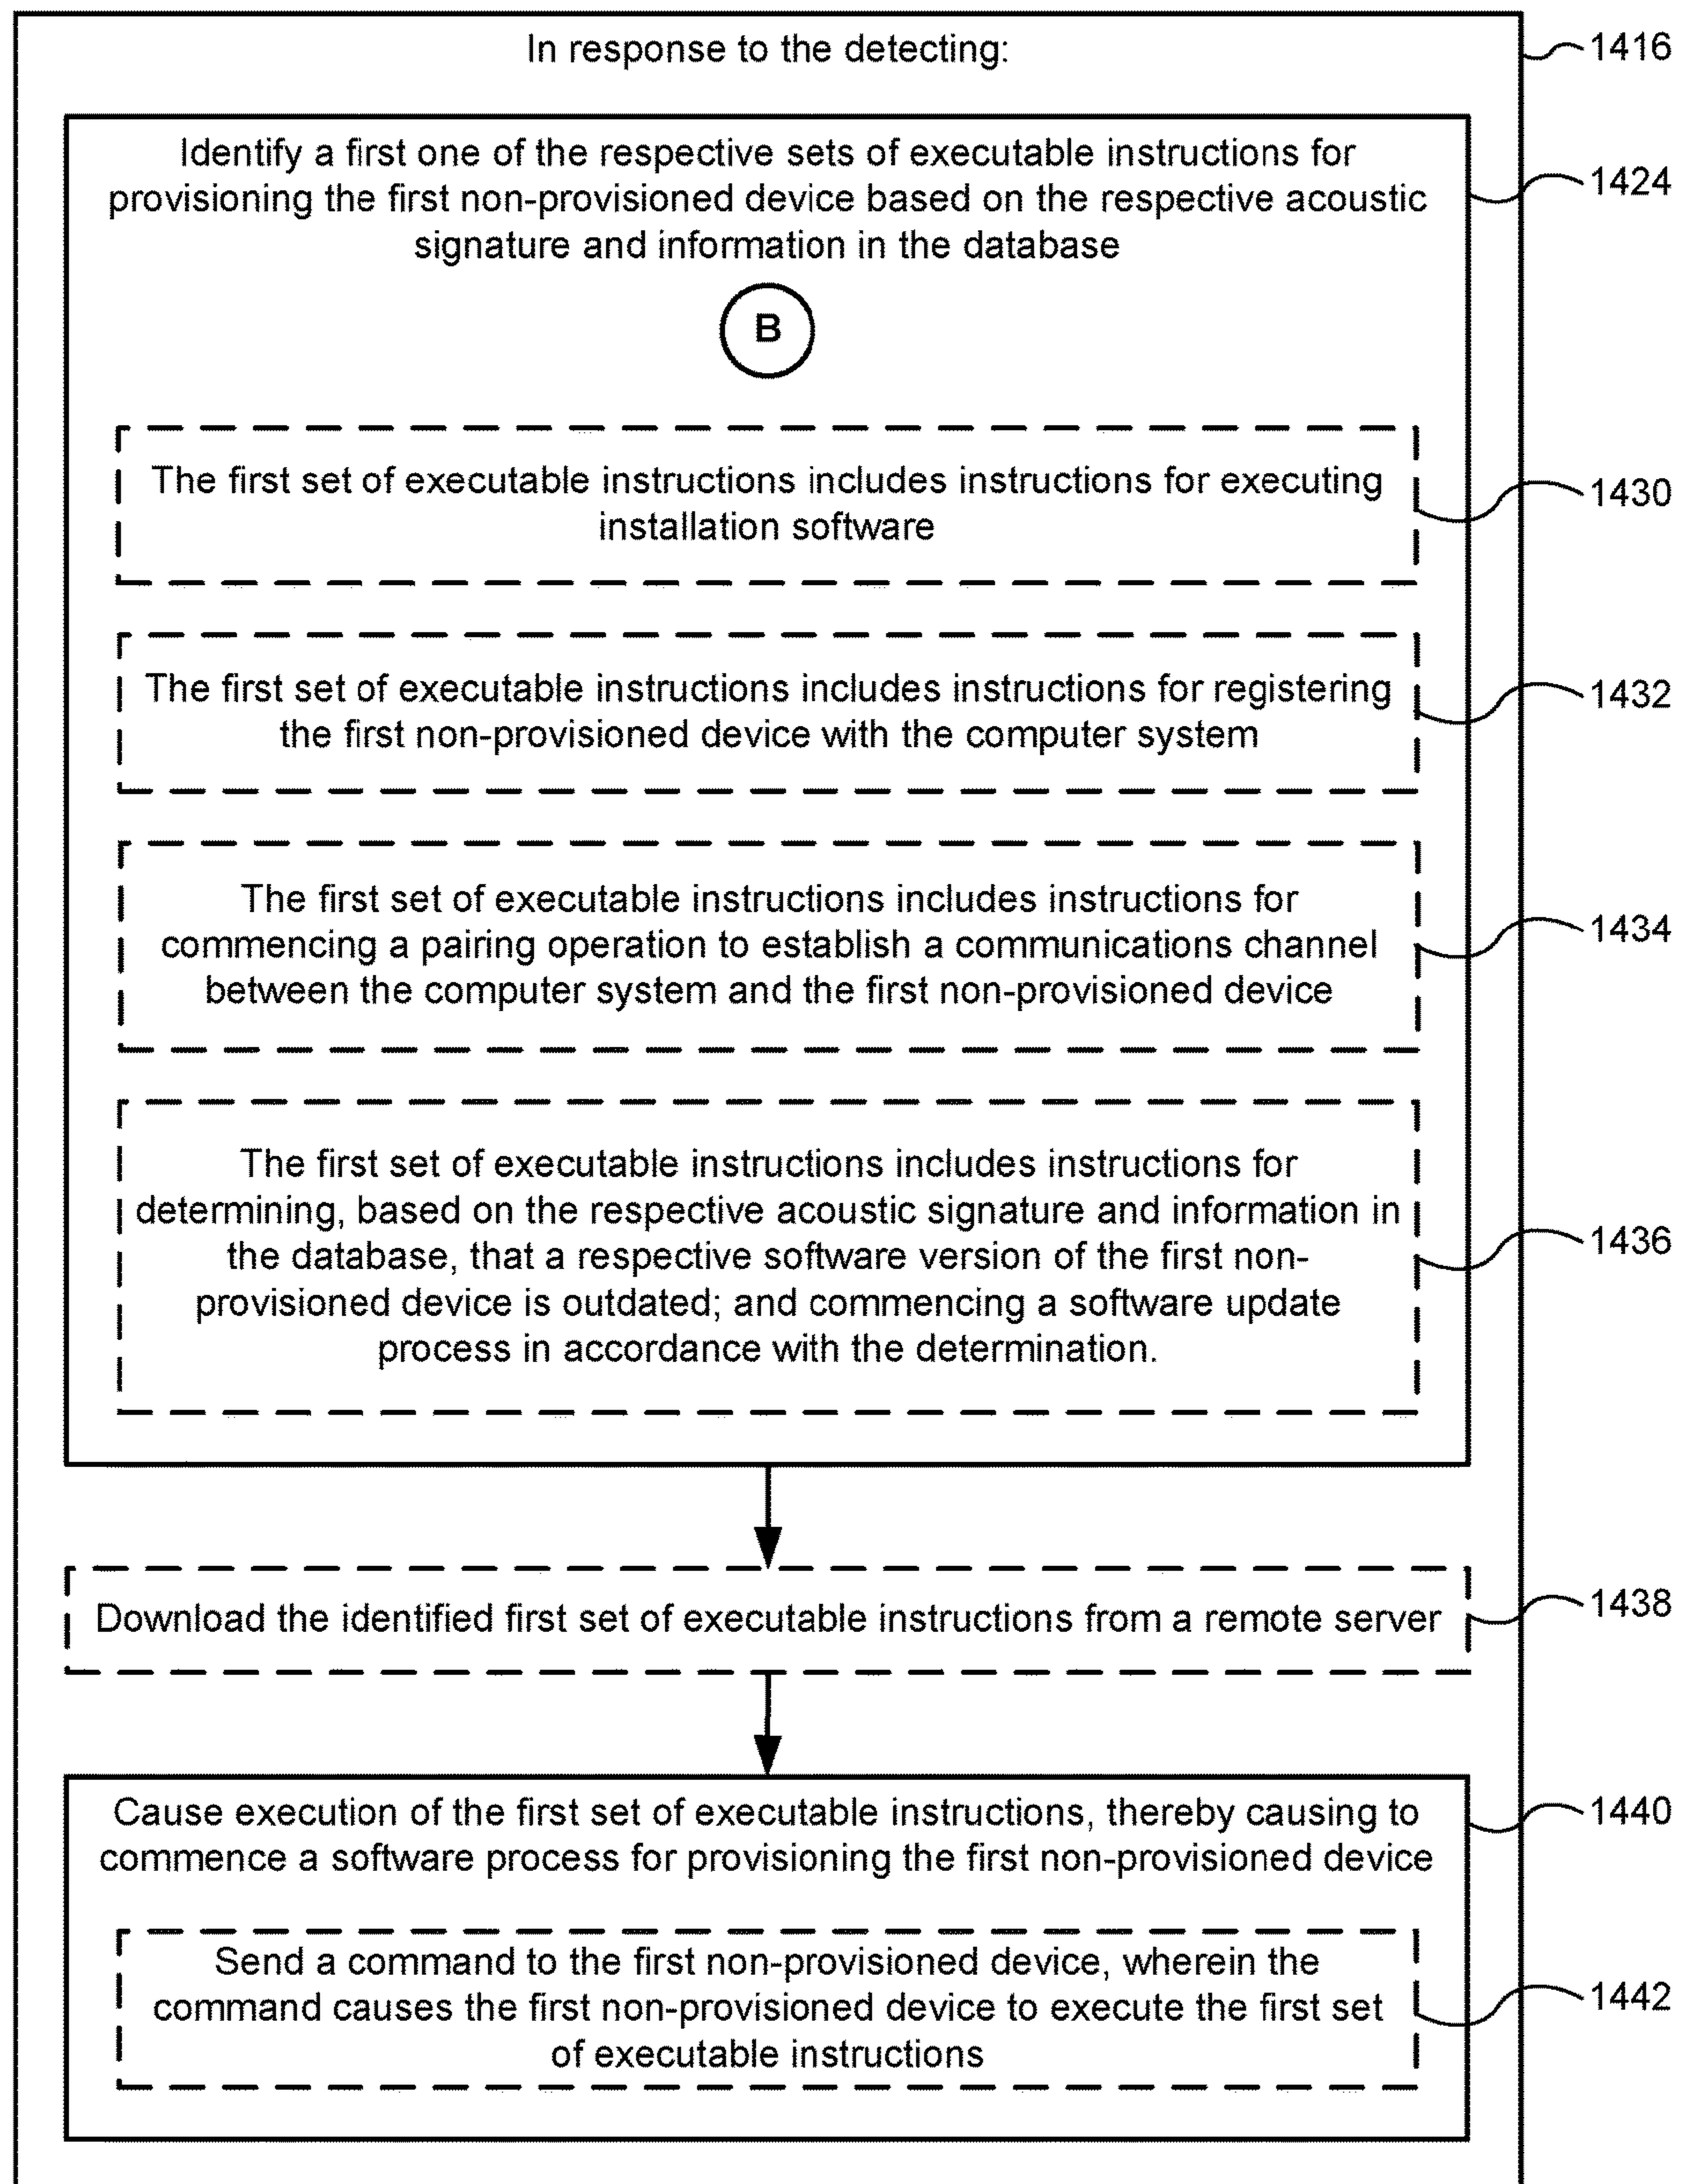 In response to the detecting:
1416
Identify a first one of the respective sets of executable instructions for
provisioning the first non-provisioned device based on the respective acoustic
signature and information in the database
1424
B
The first set of executable instructions includes instructions for executing
installation software
1430
The first set of executable instructions includes instructions for registering
the first non-provisioned device with the computer system
1432
The first set of executable instructions includes instructions for
commencing a pairing operation to establish a communications channel
between the computer system and the first non-provisioned device
1434
The first set of executable instructions includes instructions for
determining, based on the respective acoustic signature and information in
the database, that a respective software version of the first non-
provisioned device is outdated; and commencing a software update
process in accordance with the determination.
1436
Download the identified first set of executable instructions from a remote server
1438
Cause execution of the first set of executable instructions, thereby causing to
commence a software process for provisioning the first non-provisioned device
1440
Send a command to the first non-provisioned device, wherein the
command causes the first non-provisioned device to execute the first set
of executable instructions
1442